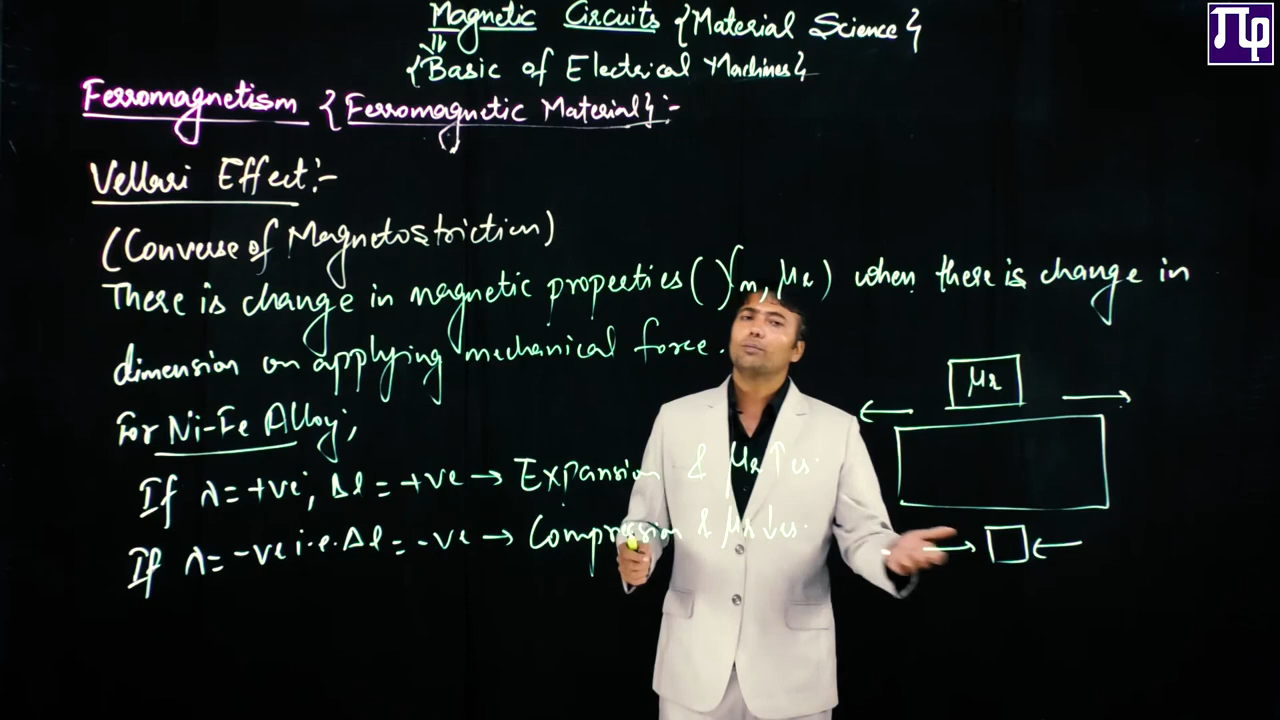 Magnetic Circuits {Material Science}
{Basic of Electrical Machines}
Ferromagnetism {Ferromagnetic Material}:-
Vellari Effect:-
(Converse of Magnetostriction)
There is change in magnetic properties (χm, μr) when there is change in
dimension on applying mechanical force.
For Ni-Fe Alloy;
If λ=+ve, Δl=+ve → Expansion & μr↑es.
If λ=-ve i.e. Δl=-ve → Compression & μr↓es.
μr
πφ